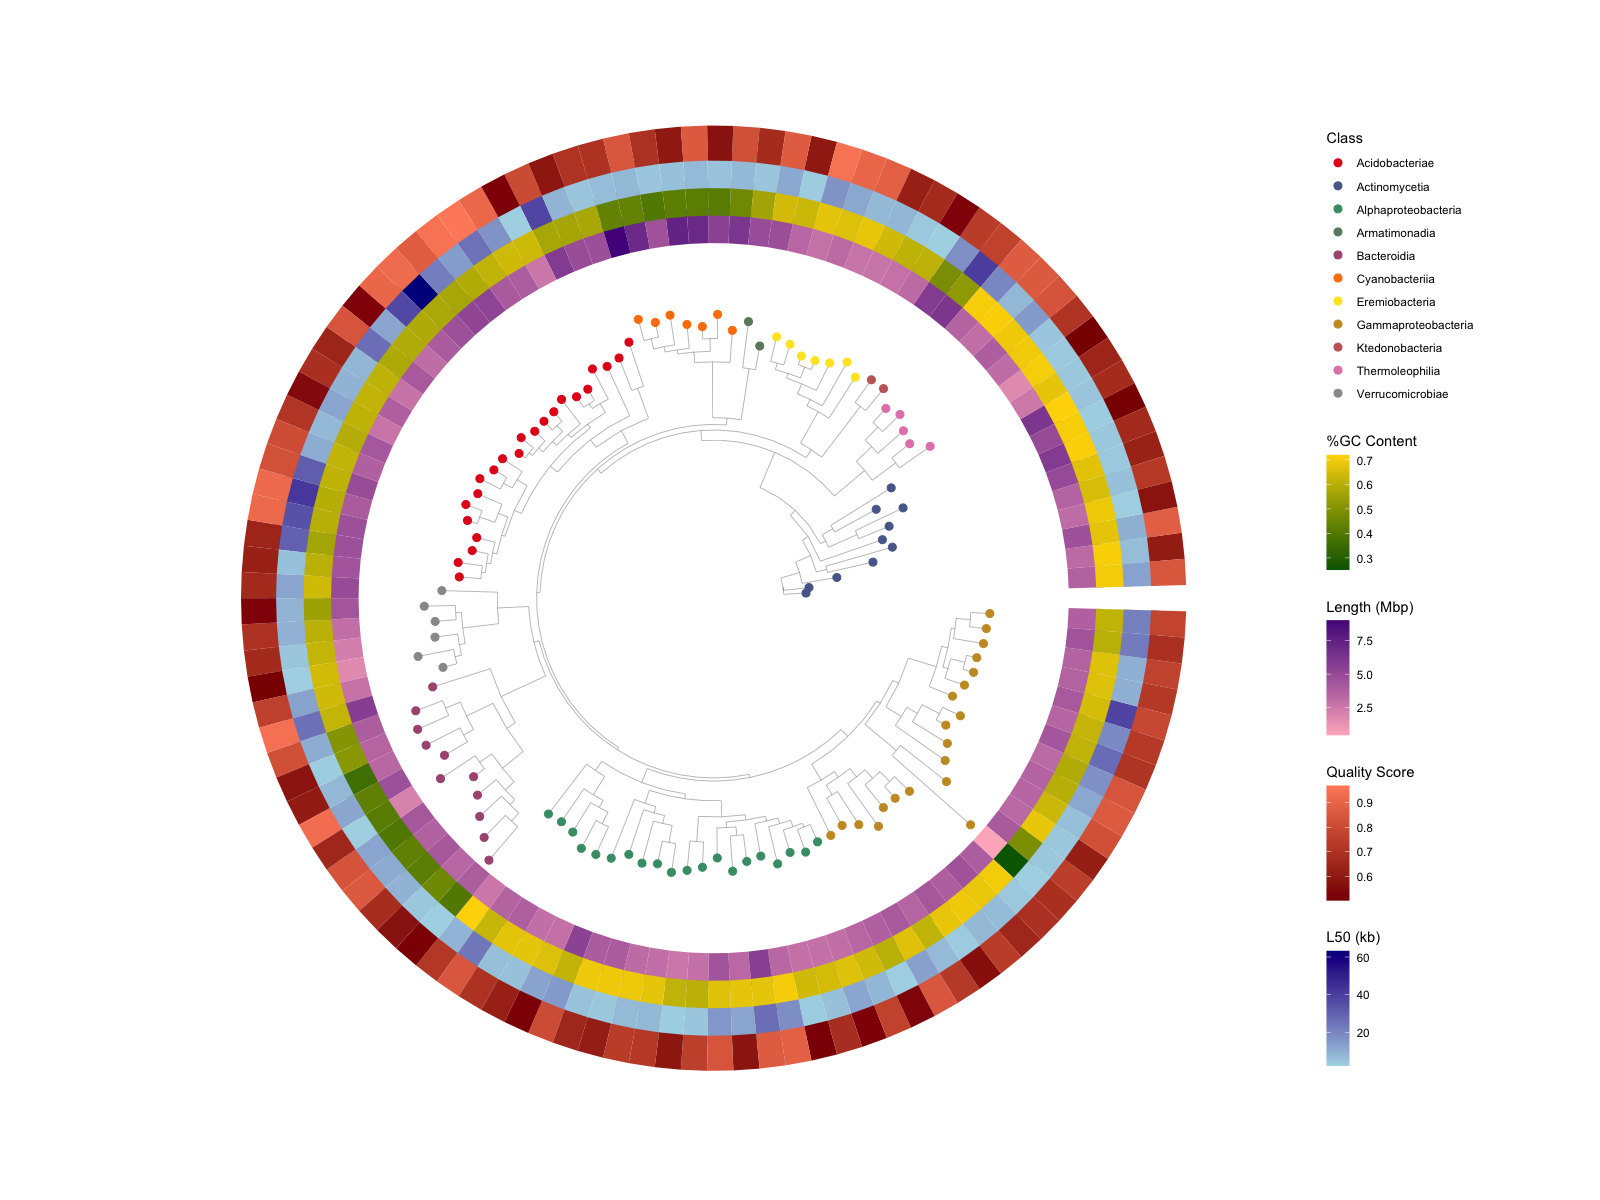 Class
Acidobacteriae
Actinomycetia
Alphaproteobacteria
Armatimonadia
Bacteroidia
Cyanobacteriia
Eremiobacteria
Gammaproteobacteria
Ktedonobacteria
Thermoleophilia
Verrucomicrobiae
%GC Content
0.7
0.6
0.5
0.4
0.3
Length (Mbp)
7.5
5.0
2.5
Quality Score
0.9
0.8
0.7
0.6
L50 (kb)
60
40
20